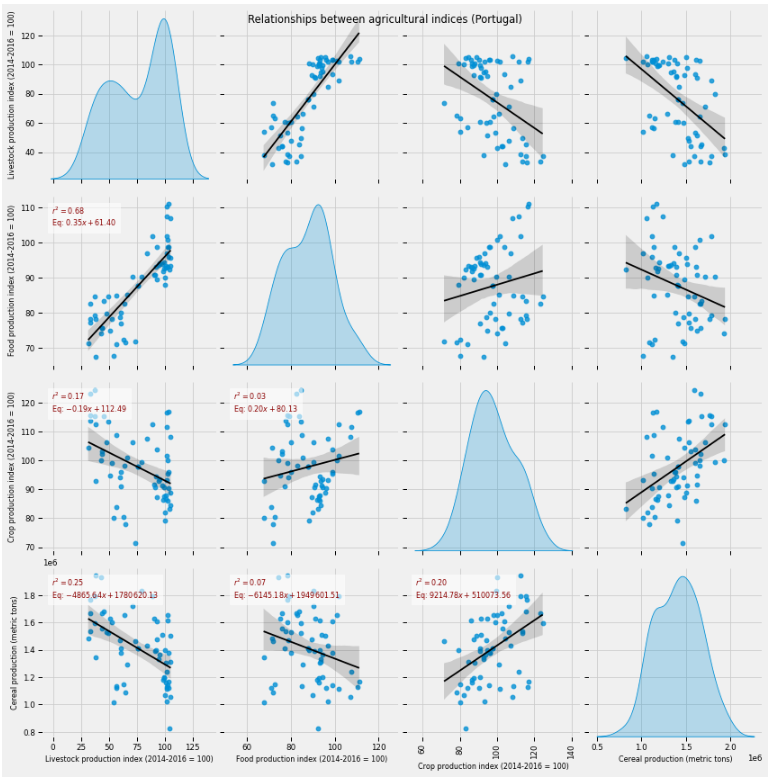 Relationships between agricultural indices (Portugal)
Livestock production index (2014-2016 = 100)
120
100
80
60
40
Food production index (2014-2016 = 100)
110
100
90
80
70
r² = 0.68
Eq: 0.35x + 61.40
Crop production index (2014-2016 = 100)
120
110
100
90
80
70
r² = 0.17
Eq: −0.19x + 112.49
r² = 0.03
Eq: 0.20x + 80.13
1e6
Cereal production (metric tons)
1.8
1.6
1.4
1.2
1.0
0.8
r² = 0.25
Eq: −4865.64x + 1780620.13
r² = 0.07
Eq: −6145.18x + 1949601.51
r² = 0.20
Eq: 9214.78x + 510073.56
0 25 50 75 100 125
Livestock production index (2014-2016 = 100)
60 80 100 120
Food production index (2014-2016 = 100)
60 80 100 120 140
Crop production index (2014-2016 = 100)
0.5 1.0 1.5 2.0
1e6
Cereal production (metric tons)